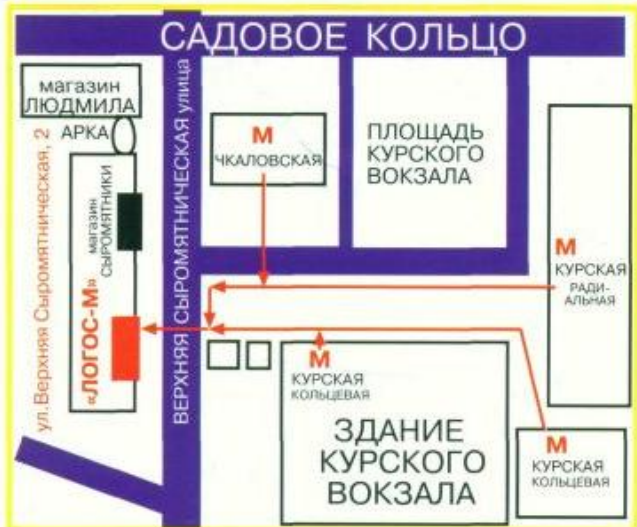 САДОВОЕ КОЛЬЦО
магазин
ЛЮДМИЛА
АРКА
ул.Верхняя Сыромятническая, 2
магазин
СЫРОМЯТНИКИ
«ЛОГОС-М»
ВЕРХНЯЯ СЫРОМЯТНИЧЕСКАЯ улица
М
ЧКАЛОВСКАЯ
ПЛОЩАДЬ
КУРСКОГО
ВОКЗАЛА
М
КУРСКАЯ
РАДИ-
АЛЬНАЯ
М
КУРСКАЯ
КОЛЬЦЕВАЯ
ЗДАНИЕ
КУРСКОГО
ВОКЗАЛА
М
КУРСКАЯ
КОЛЬЦЕВАЯ